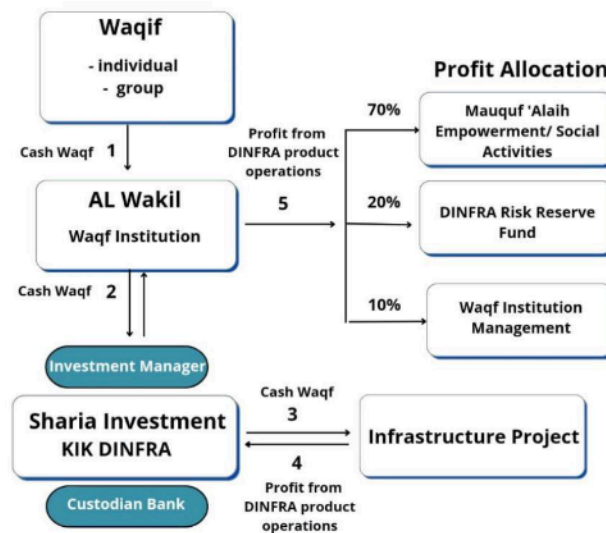 Waqif
- individual
- group
Cash Waqf 1
AL Wakil
Waqf Institution
Cash Waqf 2
Investment Manager
Sharia Investment
KIK DINFRA
Custodian Bank
Cash Waqf
3
4
Profit from
DINFRA product
operations
Infrastructure Project
Profit from
DINFRA product
operations
5
Profit Allocation
70%
Mauquf 'Alaih
Empowerment/ Social
Activities
20%
DINFRA Risk Reserve
Fund
10%
Waqf Institution
Management